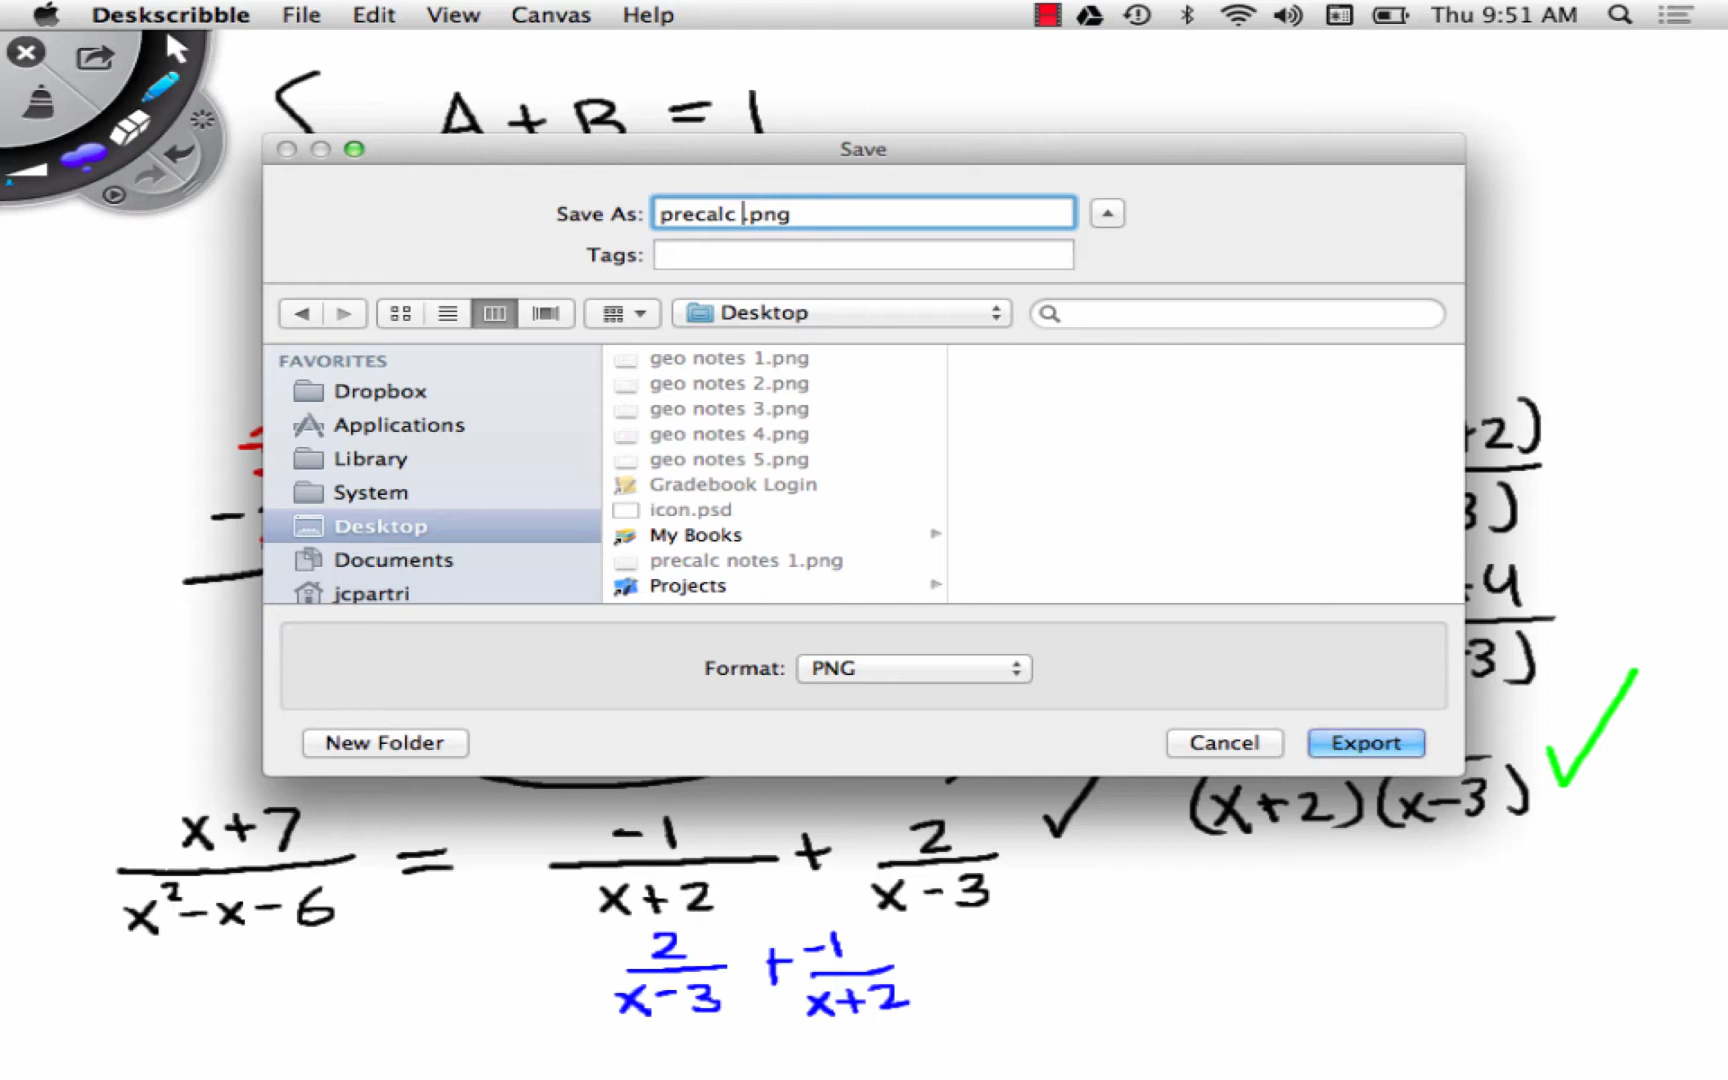 Deskscribble File Edit View Canvas Help Thu 9:51 AM
A + B = 1
Save
Save As: precalc .png
Tags:
Desktop
FAVORITES
Dropbox
Applications
Library
System
Desktop
Documents
jcpartri
geo notes 1.png
geo notes 2.png
geo notes 3.png
geo notes 4.png
geo notes 5.png
Gradebook Login
icon.psd
My Books
precalc notes 1.png
Projects
+2)
3)
4
-3)
Format: PNG
New Folder Cancel Export
(x+2)(x-3)
x+7 = -1 + 2
x²-x-6 x+2 x-3
2 + -1
x-3 x+2